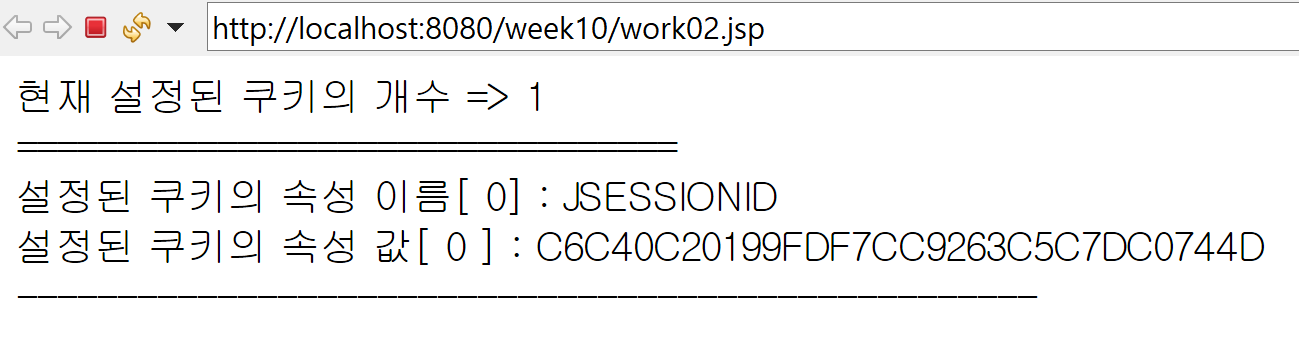 http://localhost:8080/week10/work02.jsp
현재 설정된 쿠키의 개수 => 1
=================================
설정된 쿠키의 속성 이름[ 0] : JSESSIONID
설정된 쿠키의 속성 값[ 0 ] : C6C40C20199FDF7CC9263C5C7DC0744D
---------------------------------------------------